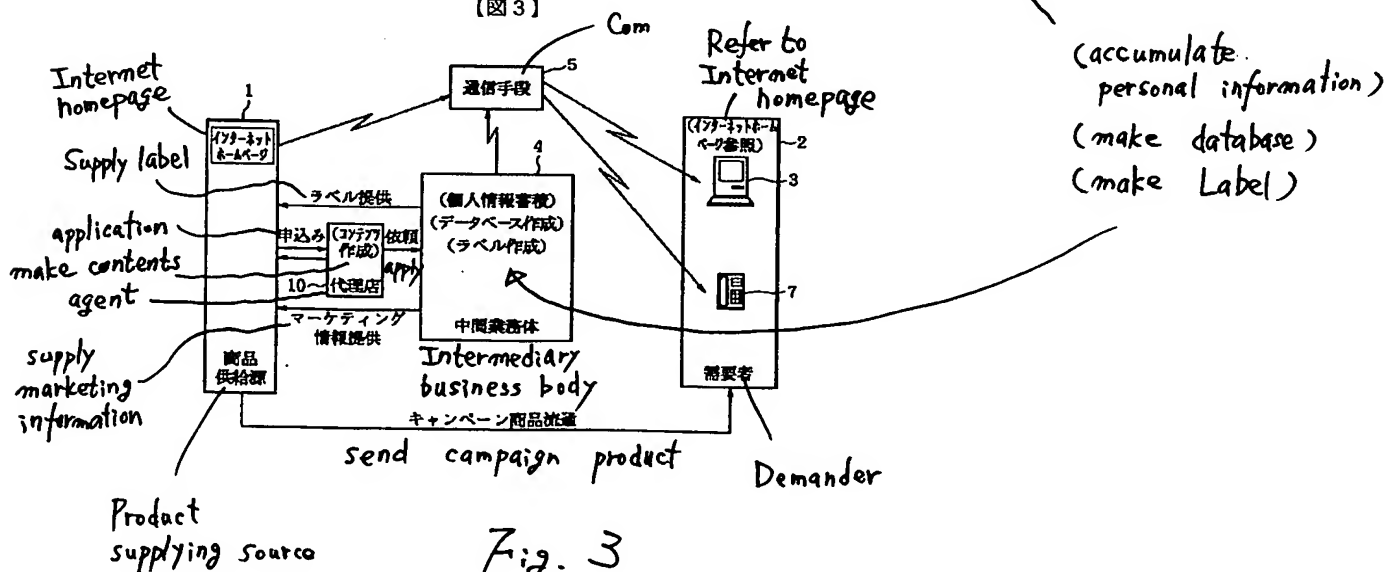 【図3】
Com
5
通信手段
Refer to
Internet
homepage
(accumulate
personal information)
(make database)
(make Label)
Internet
homepage
1
インターネット
ホームページ
(インターネットホーム
ページ参照)
2
3
7
需要者
Supply label
ラベル提供
4
(個人情報蓄積)
(データベース作成)
(ラベル作成)
中間業務体
Intermediary
business body
application
申込み
(コンテンツ
作成)
依頼
apply
make contents
agent
10
代理店
マーケティング
情報提供
supply
marketing
information
商品
供給源
キャンペーン商品流通
send campaign product
Demander
Product
supplying source
Fig. 3